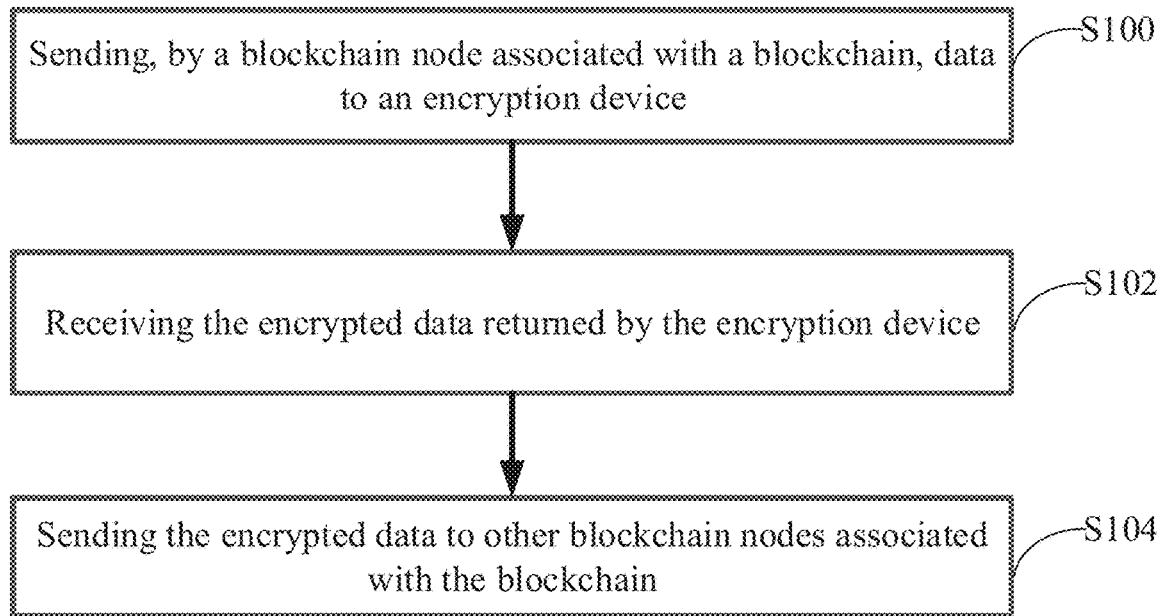 S100
Sending, by a blockchain node associated with a blockchain, data
to an encryption device
S102
Receiving the encrypted data returned by the encryption device
S104
Sending the encrypted data to other blockchain nodes associated
with the blockchain